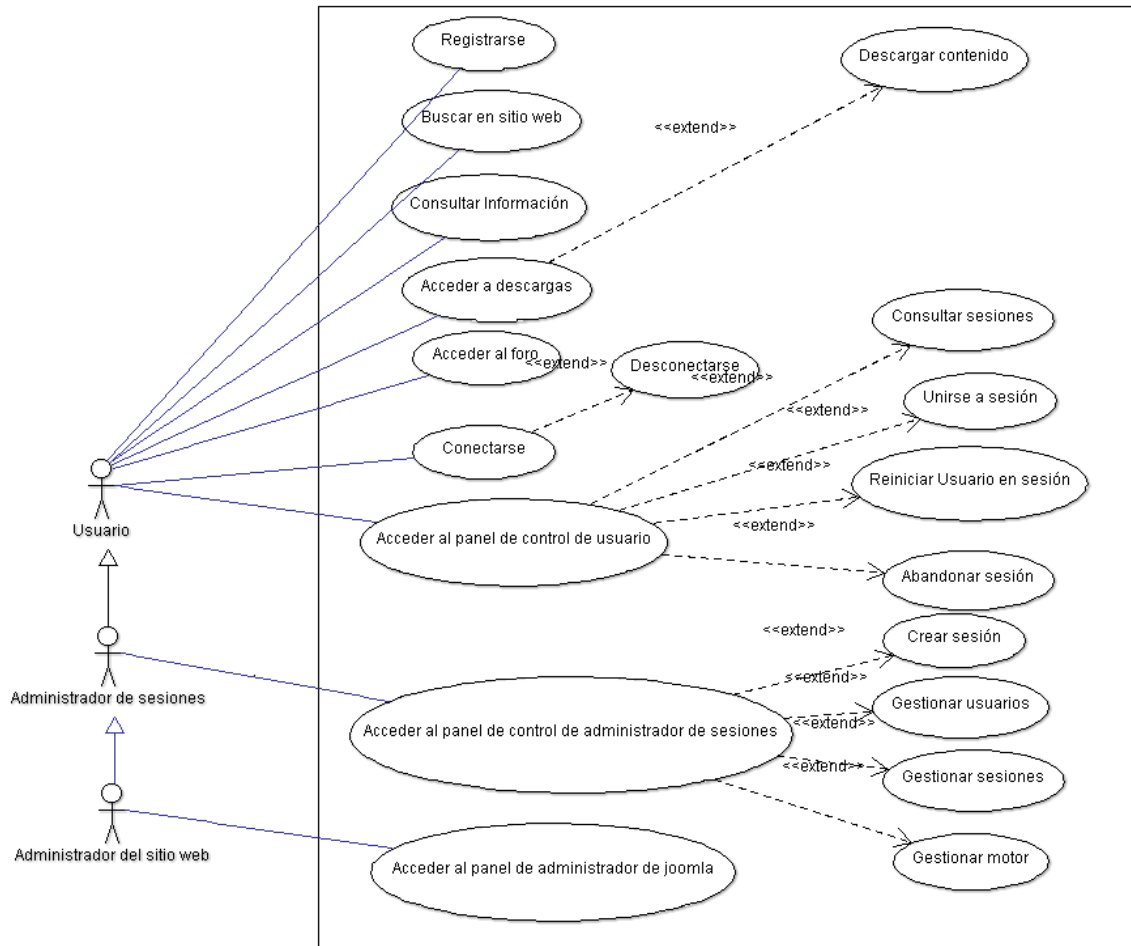 Registrarse
Descargar contenido
Buscar en sitio web
<<extend>>
Consultar Información
Acceder a descargas
Consultar sesiones
Acceder al foro
<<extend>>
Desconectarse
<<extend>>
Unirse a sesión
<<extend>>
Conectarse
<<extend>>
Reiniciar Usuario en sesión
<<extend>>
Usuario
Acceder al panel de control de usuario
Abandonar sesión
<<extend>>
Crear sesión
<<extend>>
Administrador de sesiones
Gestionar usuarios
<<extend>>
Acceder al panel de control de administrador de sesiones
<<extend>>
Gestionar sesiones
Administrador del sitio web
Acceder al panel de administrador de joomla
Gestionar motor